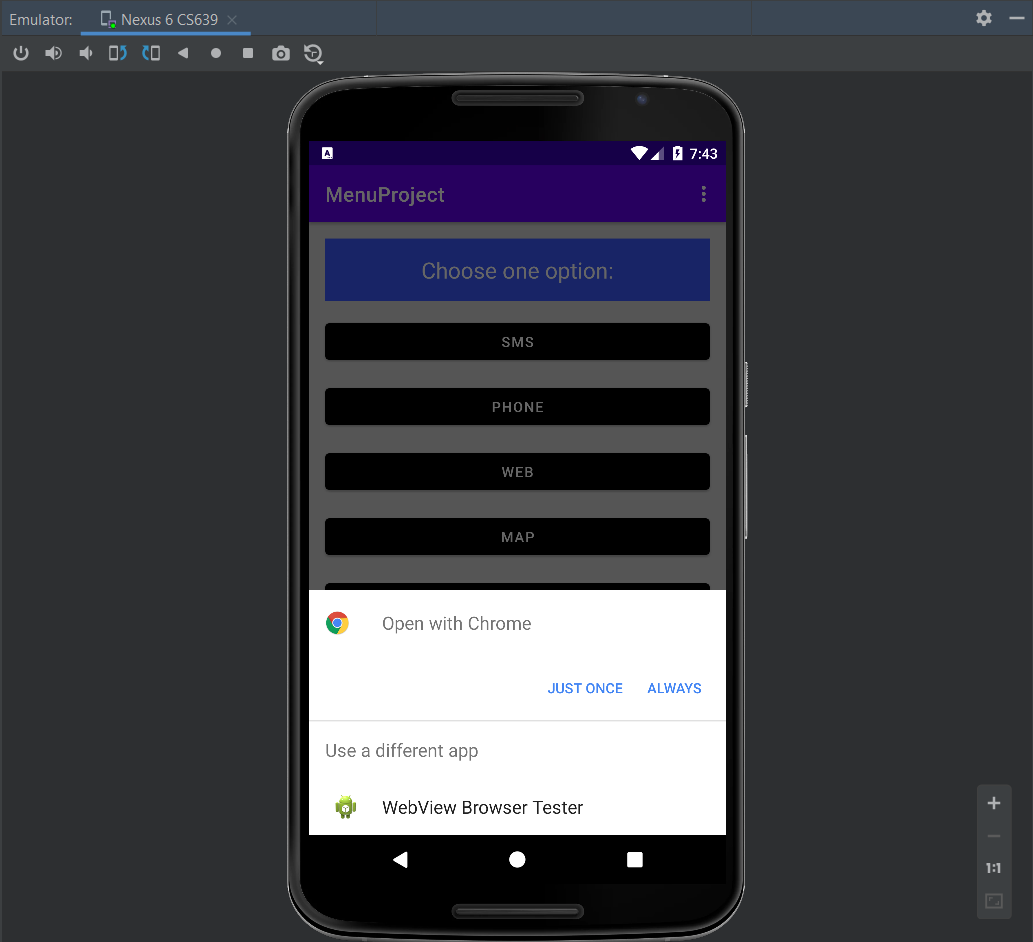 Emulator: Nexus 6 CS639
A 7:43
MenuProject
Choose one option:
SMS
PHONE
WEB
MAP
Open with Chrome
JUST ONCE ALWAYS
Use a different app
WebView Browser Tester
1:1